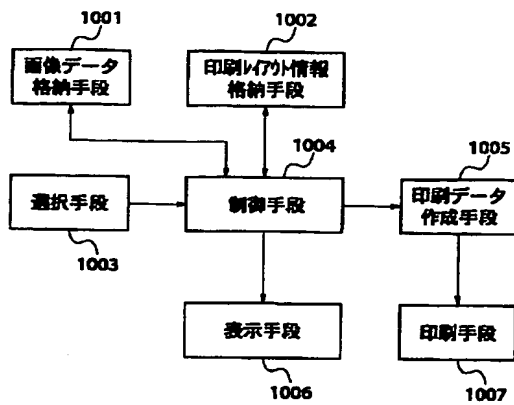 1001
画像データ
格納手段
1002
印刷レイアウト情報
格納手段
1003
選択手段
1004
制御手段
1005
印刷データ
作成手段
1006
表示手段
1007
印刷手段